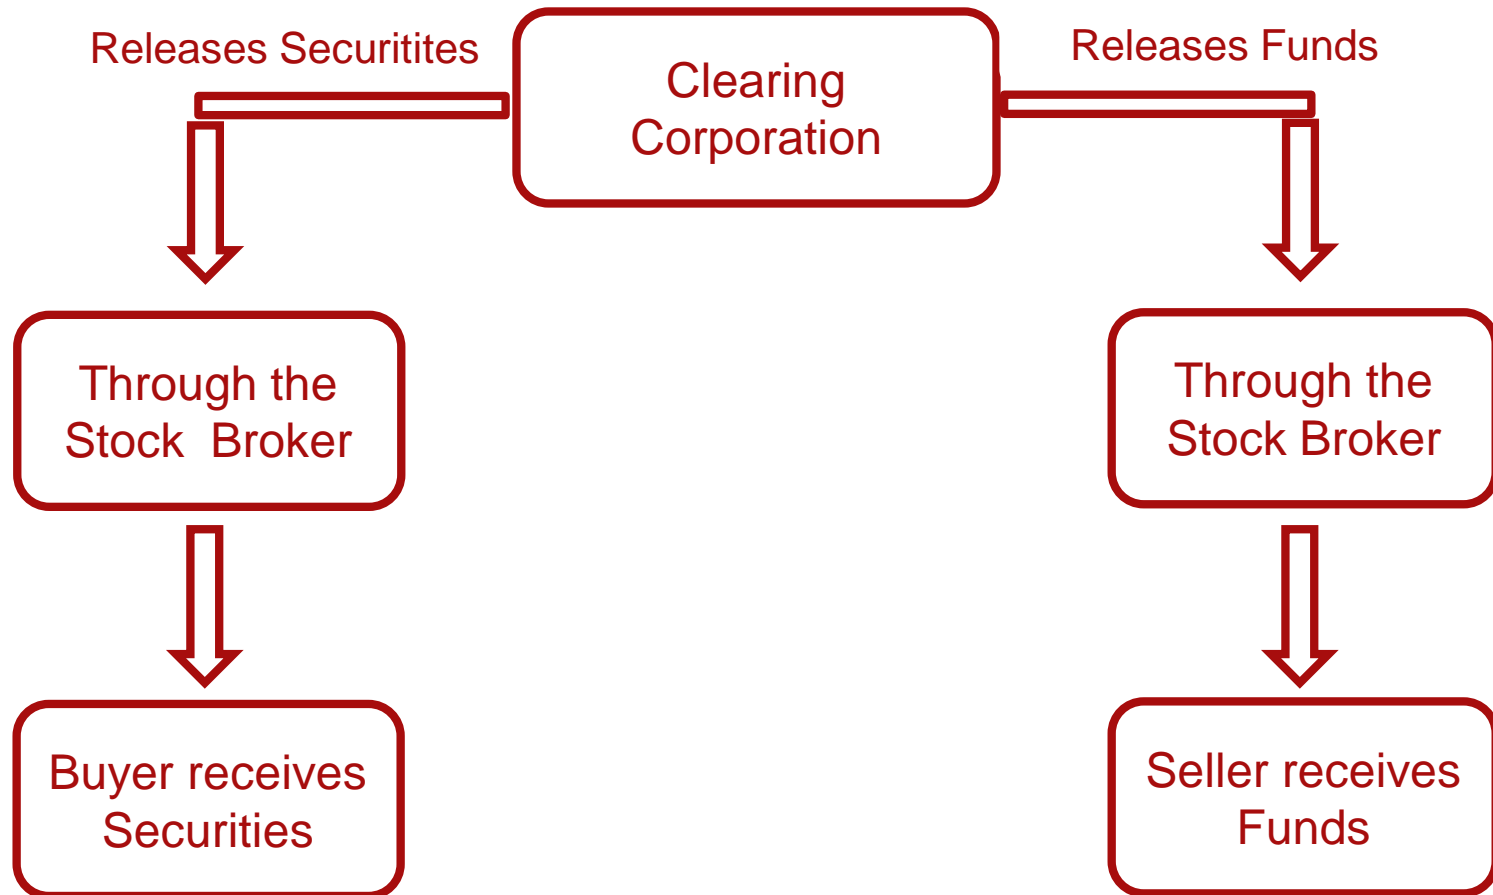 Releases Securitites
Clearing
Corporation
Releases Funds
Through the
Stock  Broker
Through the
Stock Broker
Buyer receives
Securities
Seller receives
Funds